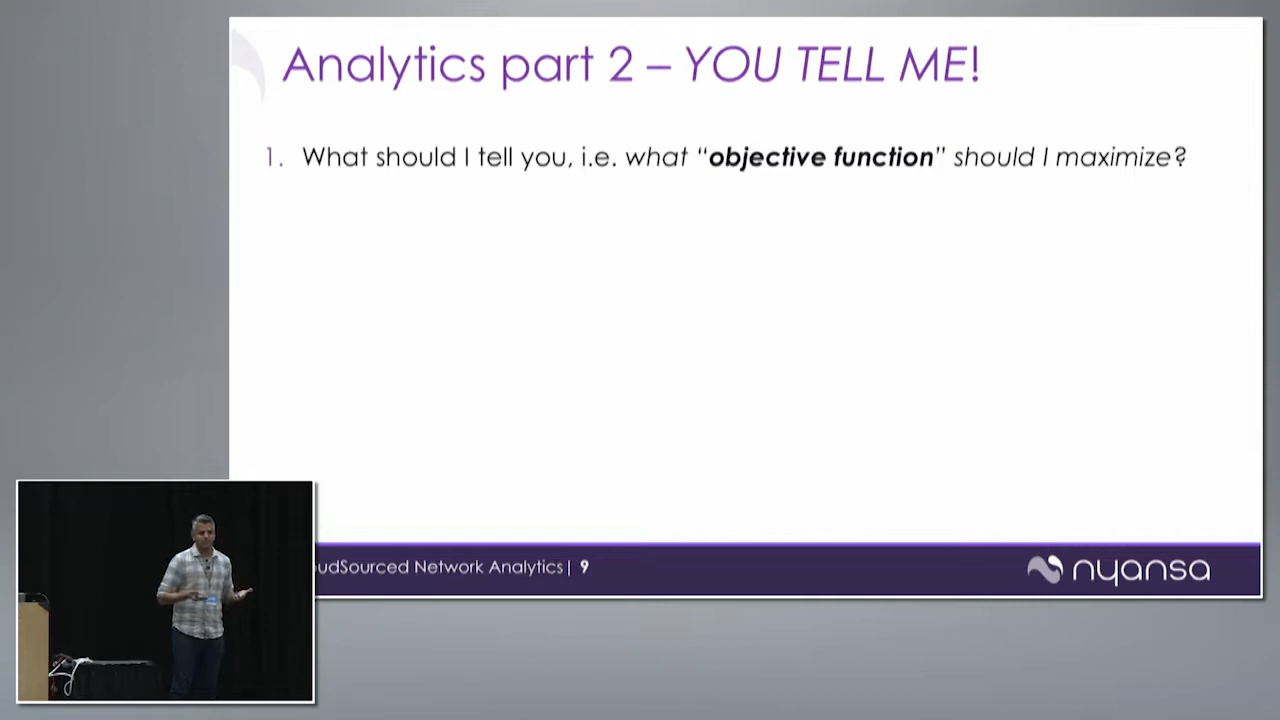 Analytics part 2 – YOU TELL ME!
1. What should I tell you, i.e. what “objective function” should I maximize?
oudSourced Network Analytics| 9
nyansa